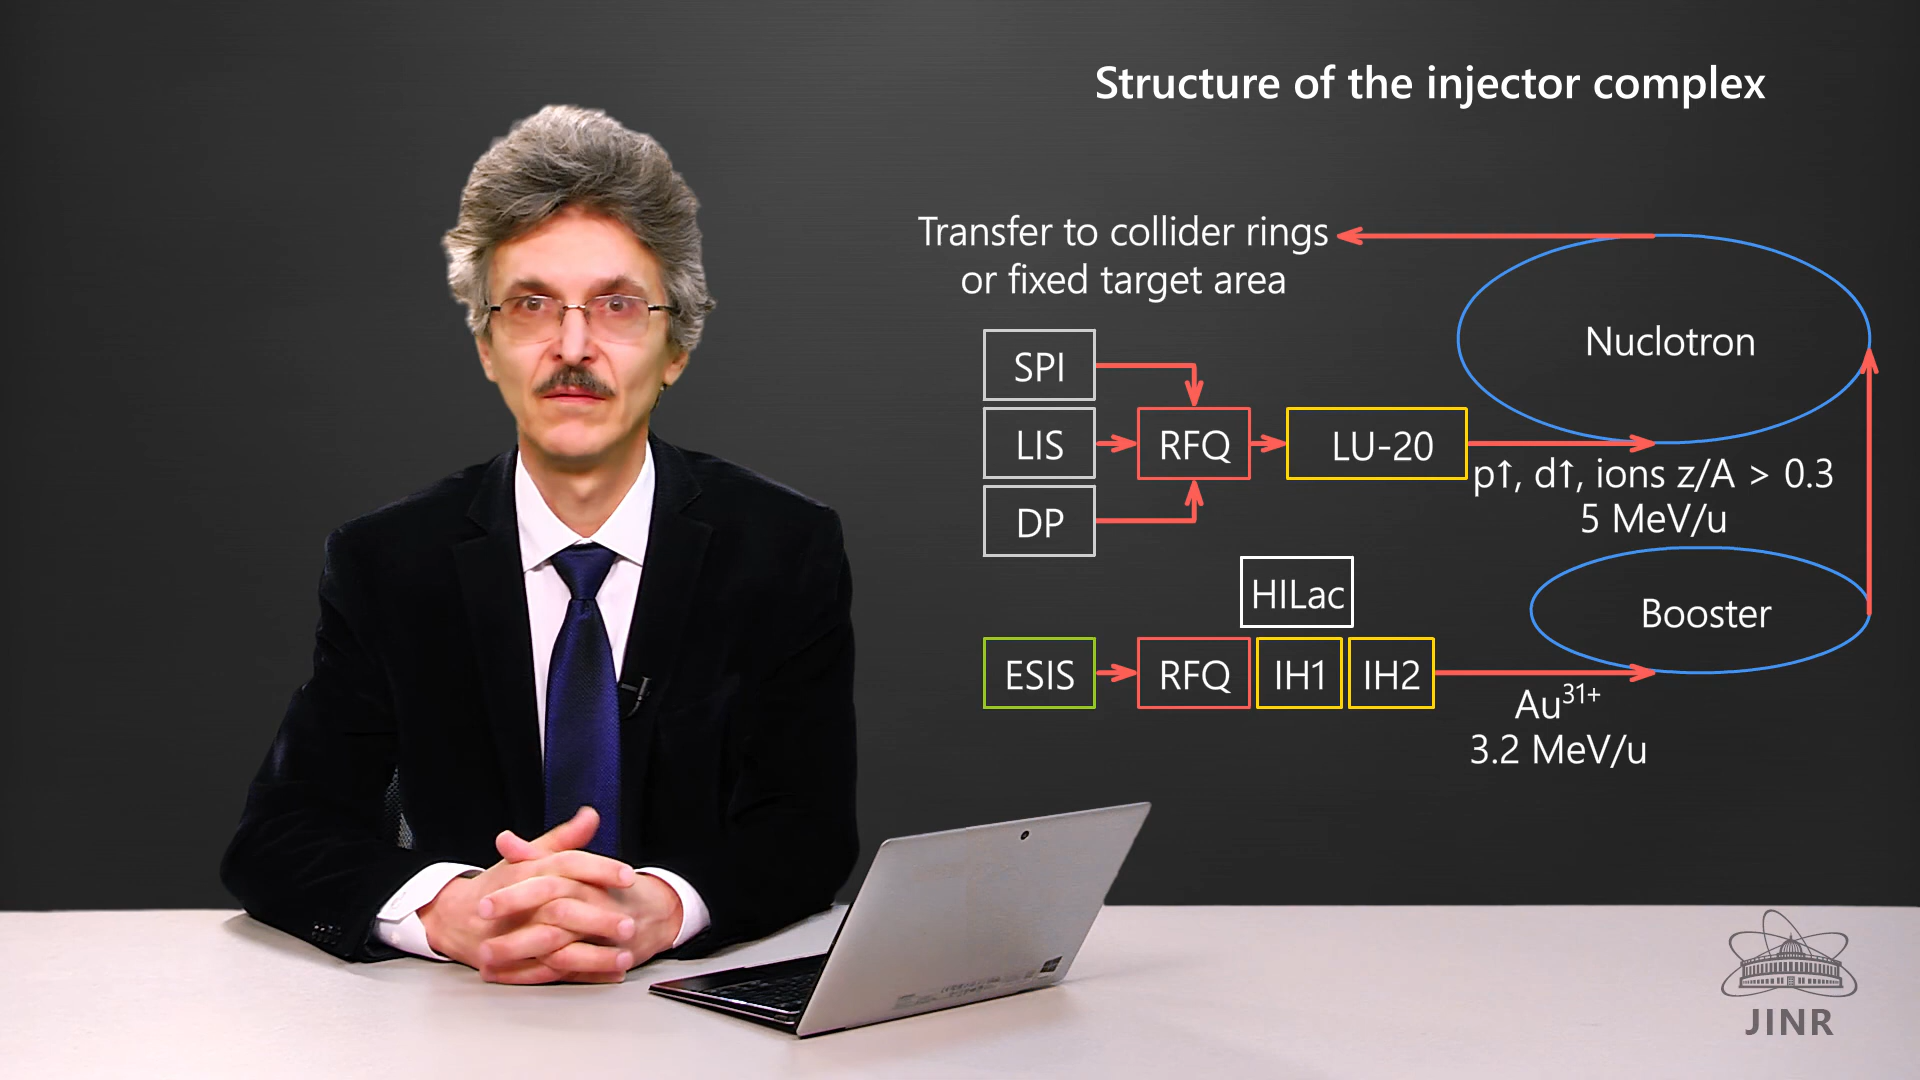 Structure of the injector complex
Transfer to collider rings
or fixed target area
Nuclotron
SPI
LIS
RFQ
LU-20
DP
p↑, d↑, ions z/A > 0.3
5 MeV/u
HILac
Booster
ESIS
RFQ
IH1
IH2
Au³¹⁺
3.2 MeV/u
JINR